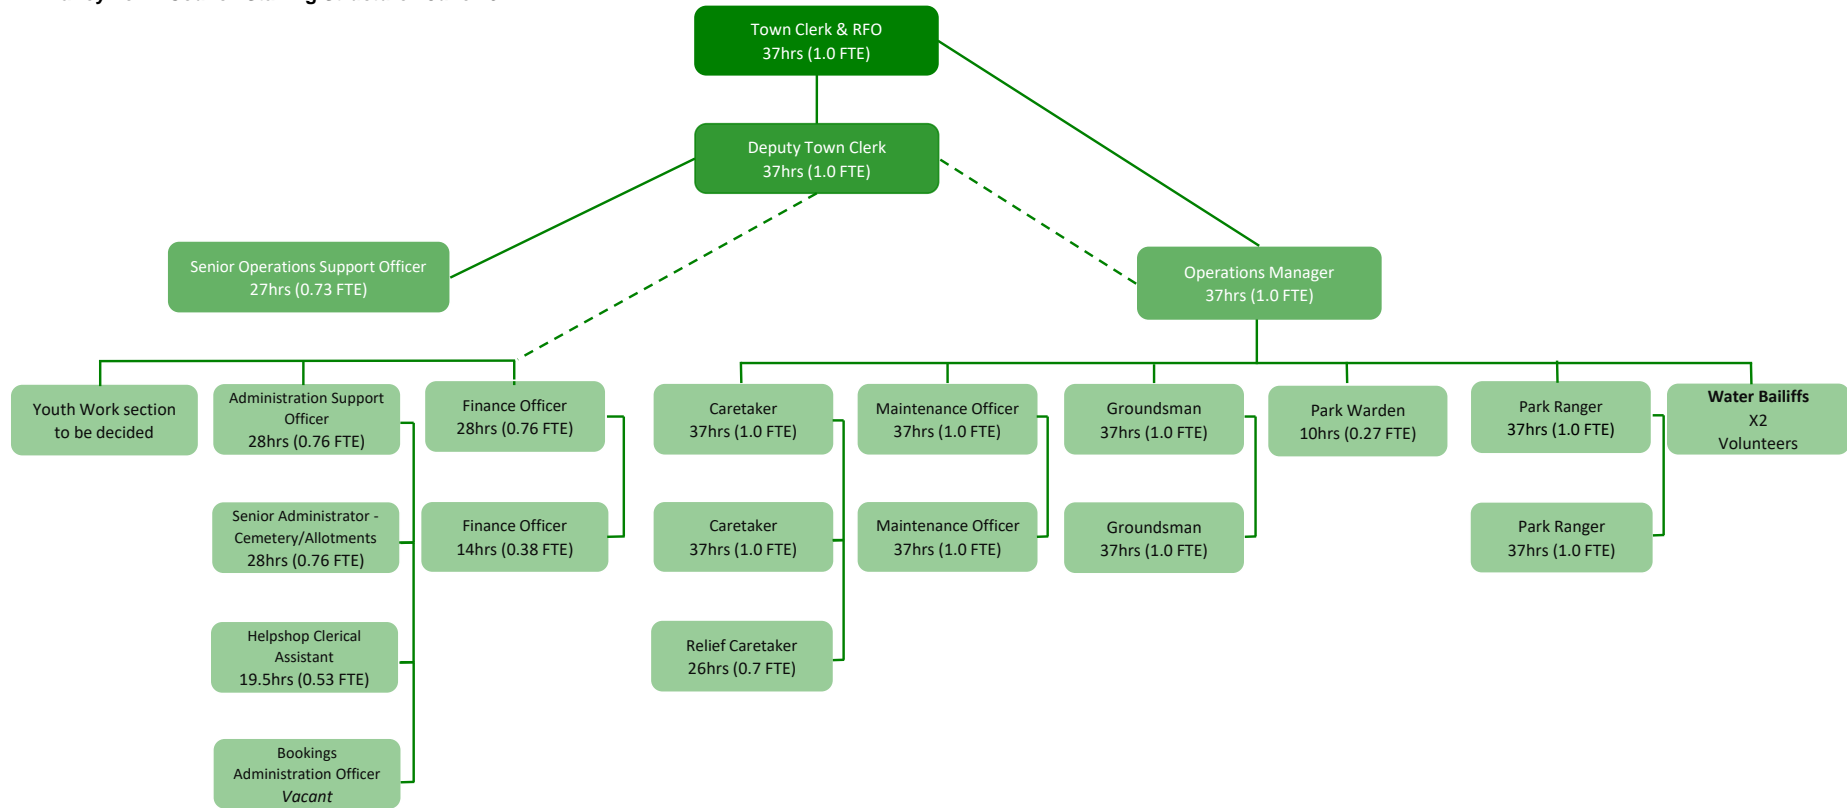 Town Clerk & RFO
37hrs (1.0 FTE)
Deputy Town Clerk
37hrs (1.0 FTE)
Senior Operations Support Officer
27hrs (0.73 FTE)
Operations Manager
37hrs (1.0 FTE)
Youth Work section
to be decided
Administration Support
Officer
28hrs (0.76 FTE)
Finance Officer
28hrs (0.76 FTE)
Caretaker
37hrs (1.0 FTE)
Maintenance Officer
37hrs (1.0 FTE)
Groundsman
37hrs (1.0 FTE)
Park Warden
10hrs (0.27 FTE)
Park Ranger
37hrs (1.0 FTE)
Water Bailiffs
X2
Volunteers
Senior Administrator -
Cemetery/Allotments
28hrs (0.76 FTE)
Finance Officer
14hrs (0.38 FTE)
Caretaker
37hrs (1.0 FTE)
Maintenance Officer
37hrs (1.0 FTE)
Groundsman
37hrs (1.0 FTE)
Park Ranger
37hrs (1.0 FTE)
Helpshop Clerical
Assistant
19.5hrs (0.53 FTE)
Relief Caretaker
26hrs (0.7 FTE)
Bookings
Administration Officer
Vacant